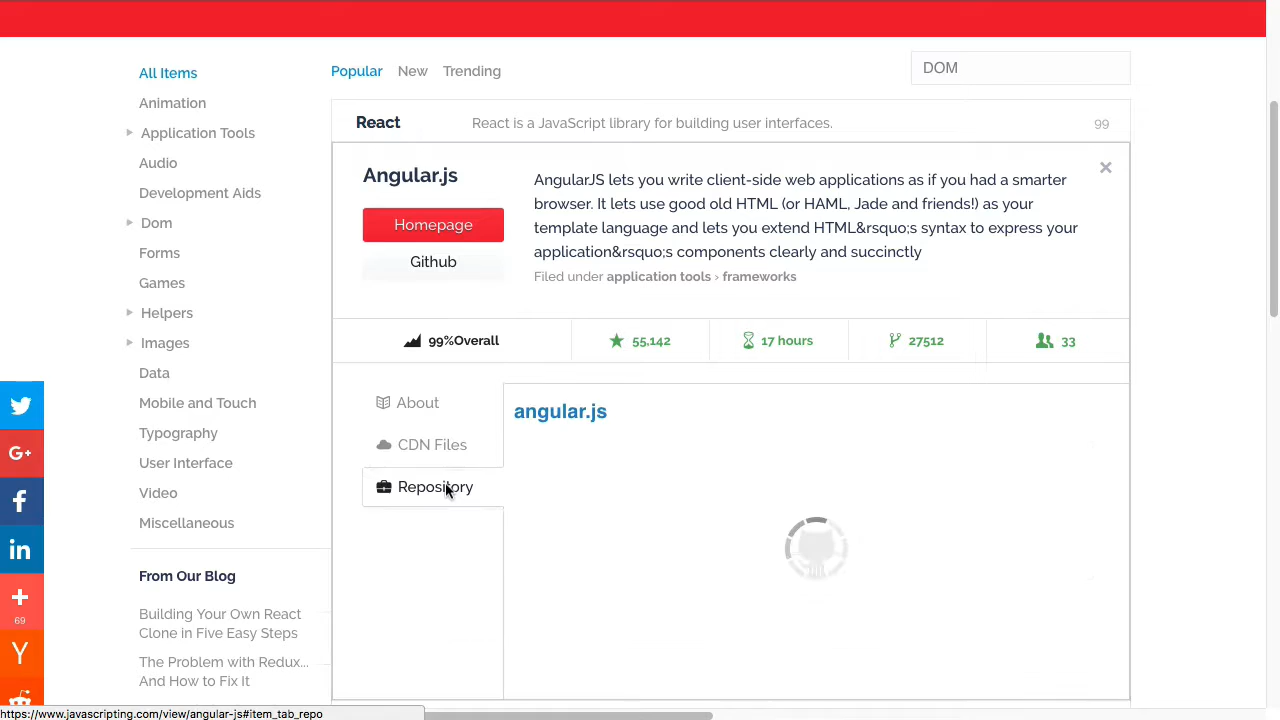 All Items
Animation
Application Tools
Audio
Development Aids
Dom
Forms
Games
Helpers
Images
Data
Mobile and Touch
Typography
User Interface
Video
Miscellaneous
From Our Blog
Building Your Own React
Clone in Five Easy Steps
The Problem with Redux...
And How to Fix It
Popular New Trending
DOM
React React is a JavaScript library for building user interfaces. 99
Angular.js
Homepage
Github
AngularJS lets you write client-side web applications as if you had a smarter
browser. It lets use good old HTML (or HAML, Jade and friends!) as your
template language and lets you extend HTML&rsquo;s syntax to express your
application&rsquo;s components clearly and succinctly
Filed under application tools › frameworks
99%Overall 55,142 17 hours 27512 33
About
CDN Files
Repository
angular.js
G+
f
in
69
Y
https://www.javascripting.com/view/angular-js#item_tab_repo